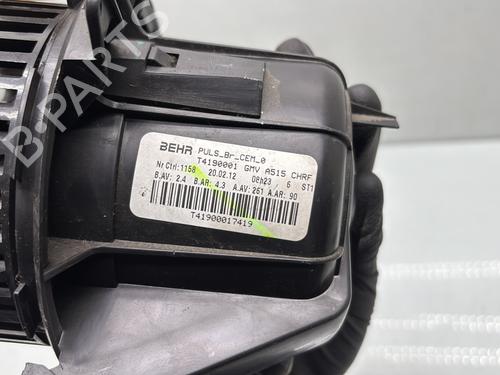 B-PARTS
BEHR PULS_Br_CEM_0
T4190001 GMV A515 CHRF
Nr Ctrl:1158 20.02.12 08h23 , 6 ST1
B.AV: 2.4 B.AR: 4.3 A.AV: 261 A.AR: 90
T41900017419